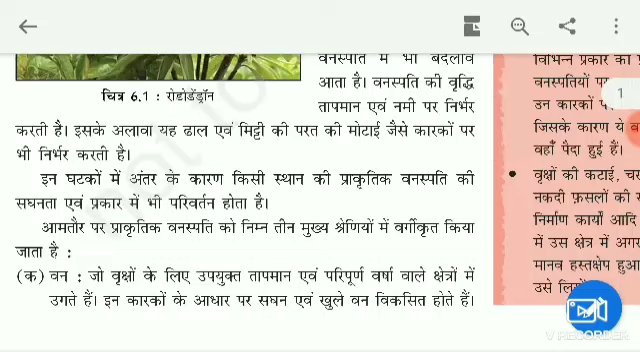 वनस्पति में भी बदलाव
आता है। वनस्पति की वृद्धि
तापमान एवं नमी पर निर्भर
चित्र 6.1 : रोडोडेंड्रॉन
करती है। इसके अलावा यह ढाल एवं मिट्टी की परत की मोटाई जैसे कारकों पर
भी निर्भर करती है।
इन घटकों में अंतर के कारण किसी स्थान की प्राकृतिक वनस्पति की
सघनता एवं प्रकार में भी परिवर्तन होता है।
आमतौर पर प्राकृतिक वनस्पति को निम्न तीन मुख्य श्रेणियों में वर्गीकृत किया
जाता है :
(क) वन : जो वृक्षों के लिए उपयुक्त तापमान एवं परिपूर्ण वर्षा वाले क्षेत्रों में
उगते हैं। इन कारकों के आधार पर सघन एवं खुले वन विकसित होते हैं।
विभिन्न प्रकार की
वनस्पतियों
उन कारकों
जिसके कारण ये
वहाँ पैदा हुई हैं।
• वृक्षों की कटाई,
नकदी फ़सलों की
निर्माण कार्यों आदि
में उस क्षेत्र में
मानव हस्तक्षेप हुआ
उसे
1
V RECORDER